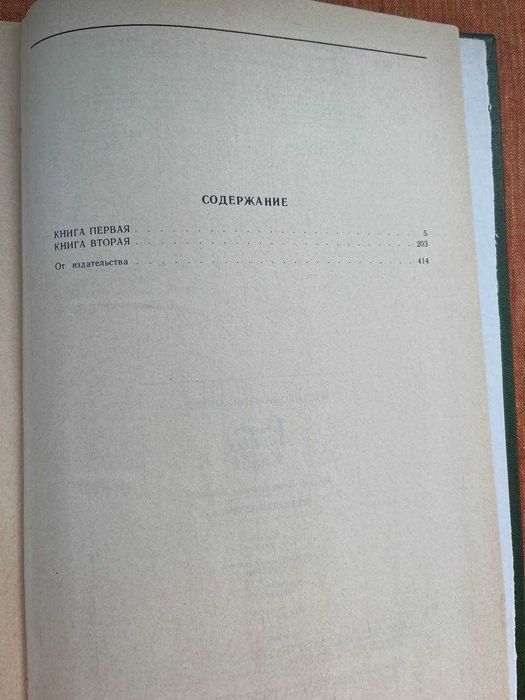 СОДЕРЖАНИЕ
КНИГА ПЕРВАЯ . . . . . . . . . . . . . . . . . . . . 5
КНИГА ВТОРАЯ . . . . . . . . . . . . . . . . . . . . 203
От издательства . . . . . . . . . . . . . . . . . . . . 414